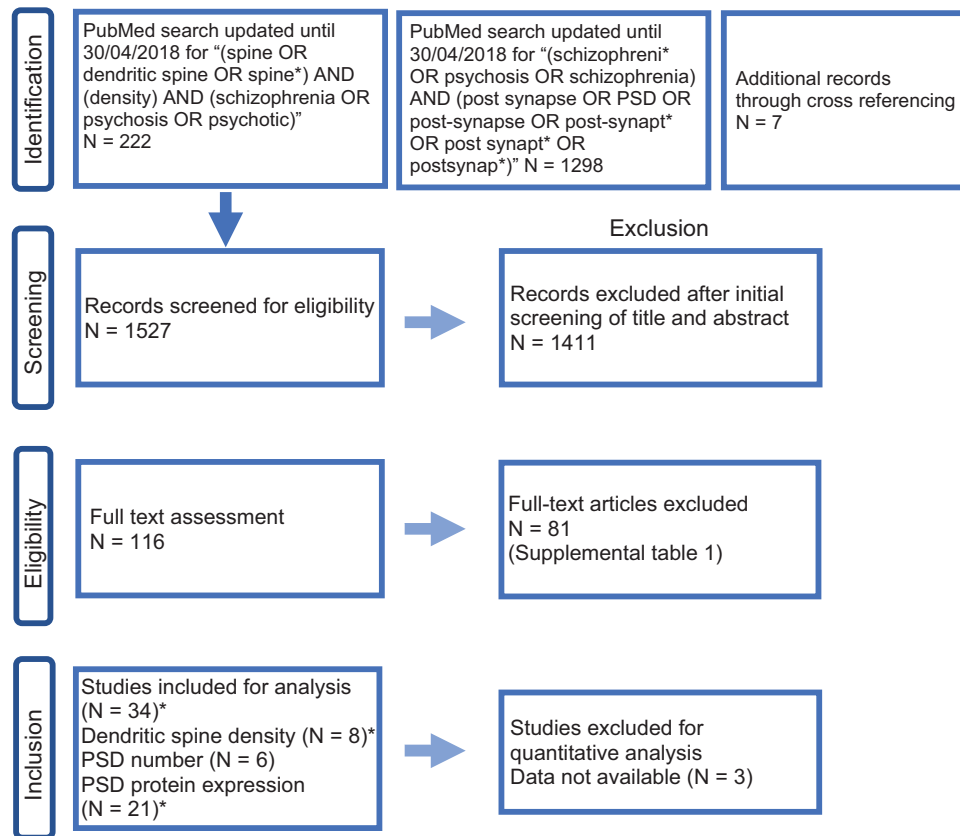 Identification
PubMed search updated until
30/04/2018 for “(spine OR
dendritic spine OR spine*) AND
(density) AND (schizophrenia OR
psychosis OR psychotic)”
N = 222
PubMed search updated until
30/04/2018 for “(schizophreni*
OR psychosis OR schizophrenia)
AND (post synapse OR PSD OR
post-synapse OR post-synapt*
OR post synapt* OR
postsynap*)” N = 1298
Additional records
through cross referencing
N = 7
Screening
Records screened for eligibility
N = 1527
Exclusion
Records excluded after initial
screening of title and abstract
N = 1411
Eligibility
Full text assessment
N = 116
Full-text articles excluded
N = 81
(Supplemental table 1)
Inclusion
Studies included for analysis
(N = 34)*
Dendritic spine density (N = 8)*
PSD number (N = 6)
PSD protein expression
(N = 21)*
Studies excluded for
quantitative analysis
Data not available (N = 3)